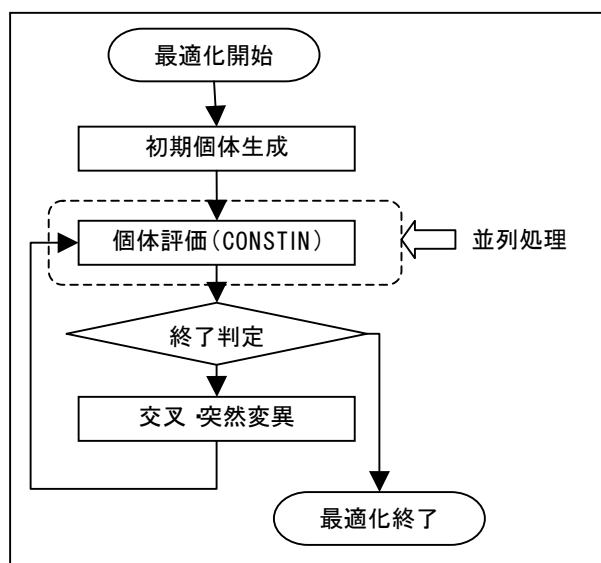 最適化開始
初期個体生成
個体評価(CONSTIN)
並列処理
終了判定
交叉・突然変異
最適化終了